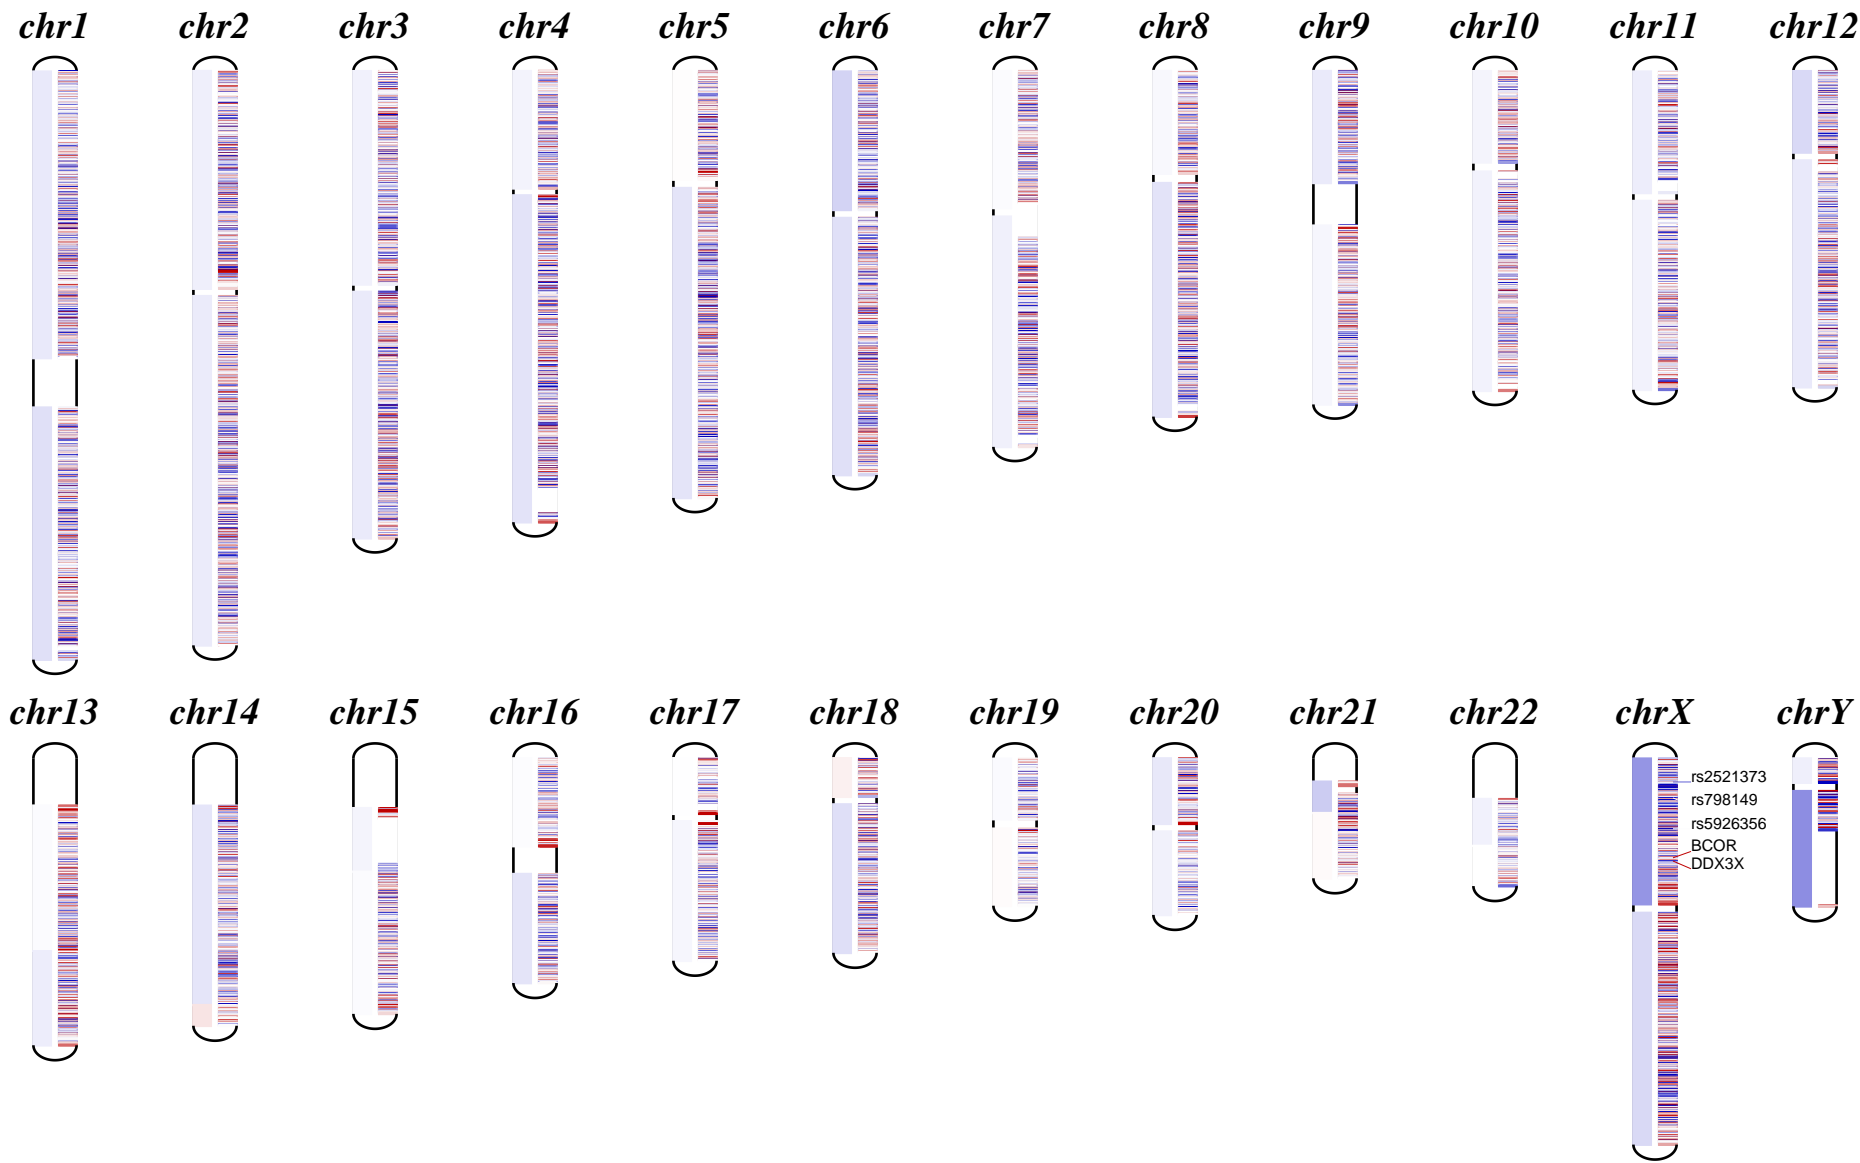 chr1 chr2 chr3 chr4 chr5 chr6 chr7 chr8 chr9 chr10 chr11 chr12
chr13 chr14 chr15 chr16 chr17 chr18 chr19 chr20 chr21 chr22 chrX chrY
rs2521373
rs798149
rs5926356
BCOR
DDX3X